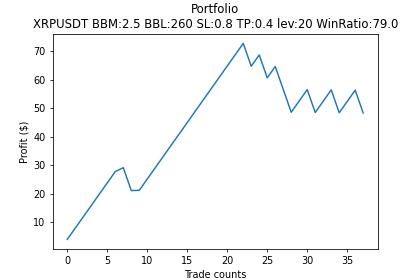 Portfolio
XRPUSDT BBM:2.5 BBL:260 SL:0.8 TP:0.4 lev:20 WinRatio:79.0
Profit ($)
70
60
50
40
30
20
10
0 5 10 15 20 25 30 35
Trade counts